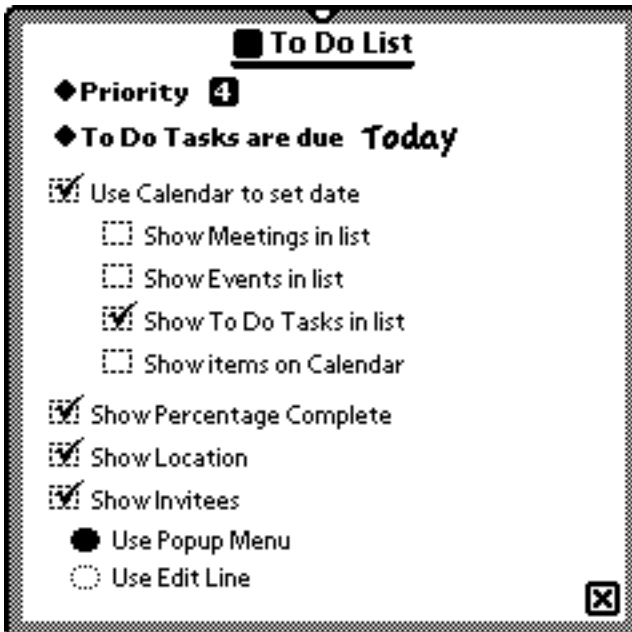 To Do List
Priority 4
To Do Tasks are due Today
Use Calendar to set date
Show Meetings in list
Show Events in list
Show To Do Tasks in list
Show items on Calendar
Show Percentage Complete
Show Location
Show Invitees
Use Popup Menu
Use Edit Line